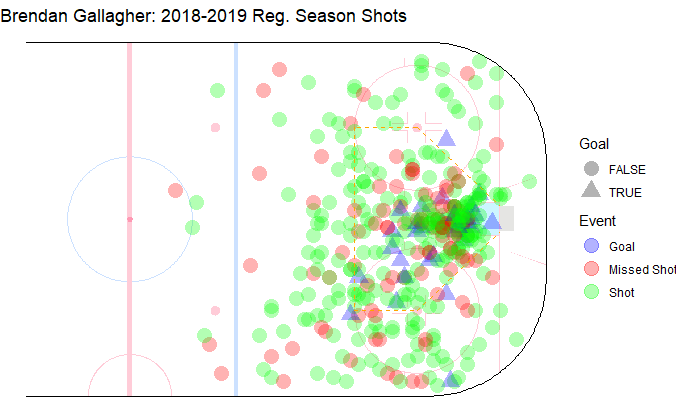 Brendan Gallagher: 2018-2019 Reg. Season Shots
Goal
FALSE
TRUE
Event
Goal
Missed Shot
Shot